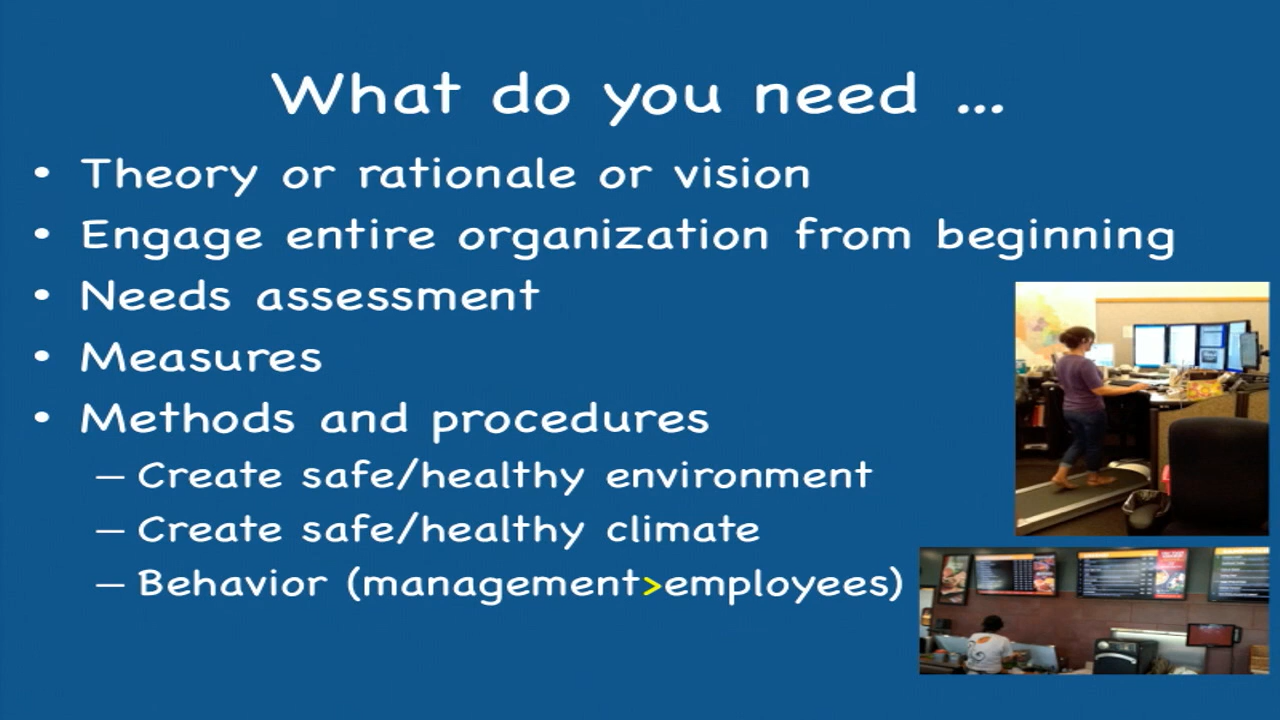 What do you need ...
• Theory or rationale or vision
• Engage entire organization from beginning
• Needs assessment
• Measures
• Methods and procedures
– Create safe/healthy environment
– Create safe/healthy climate
– Behavior (management>employees)